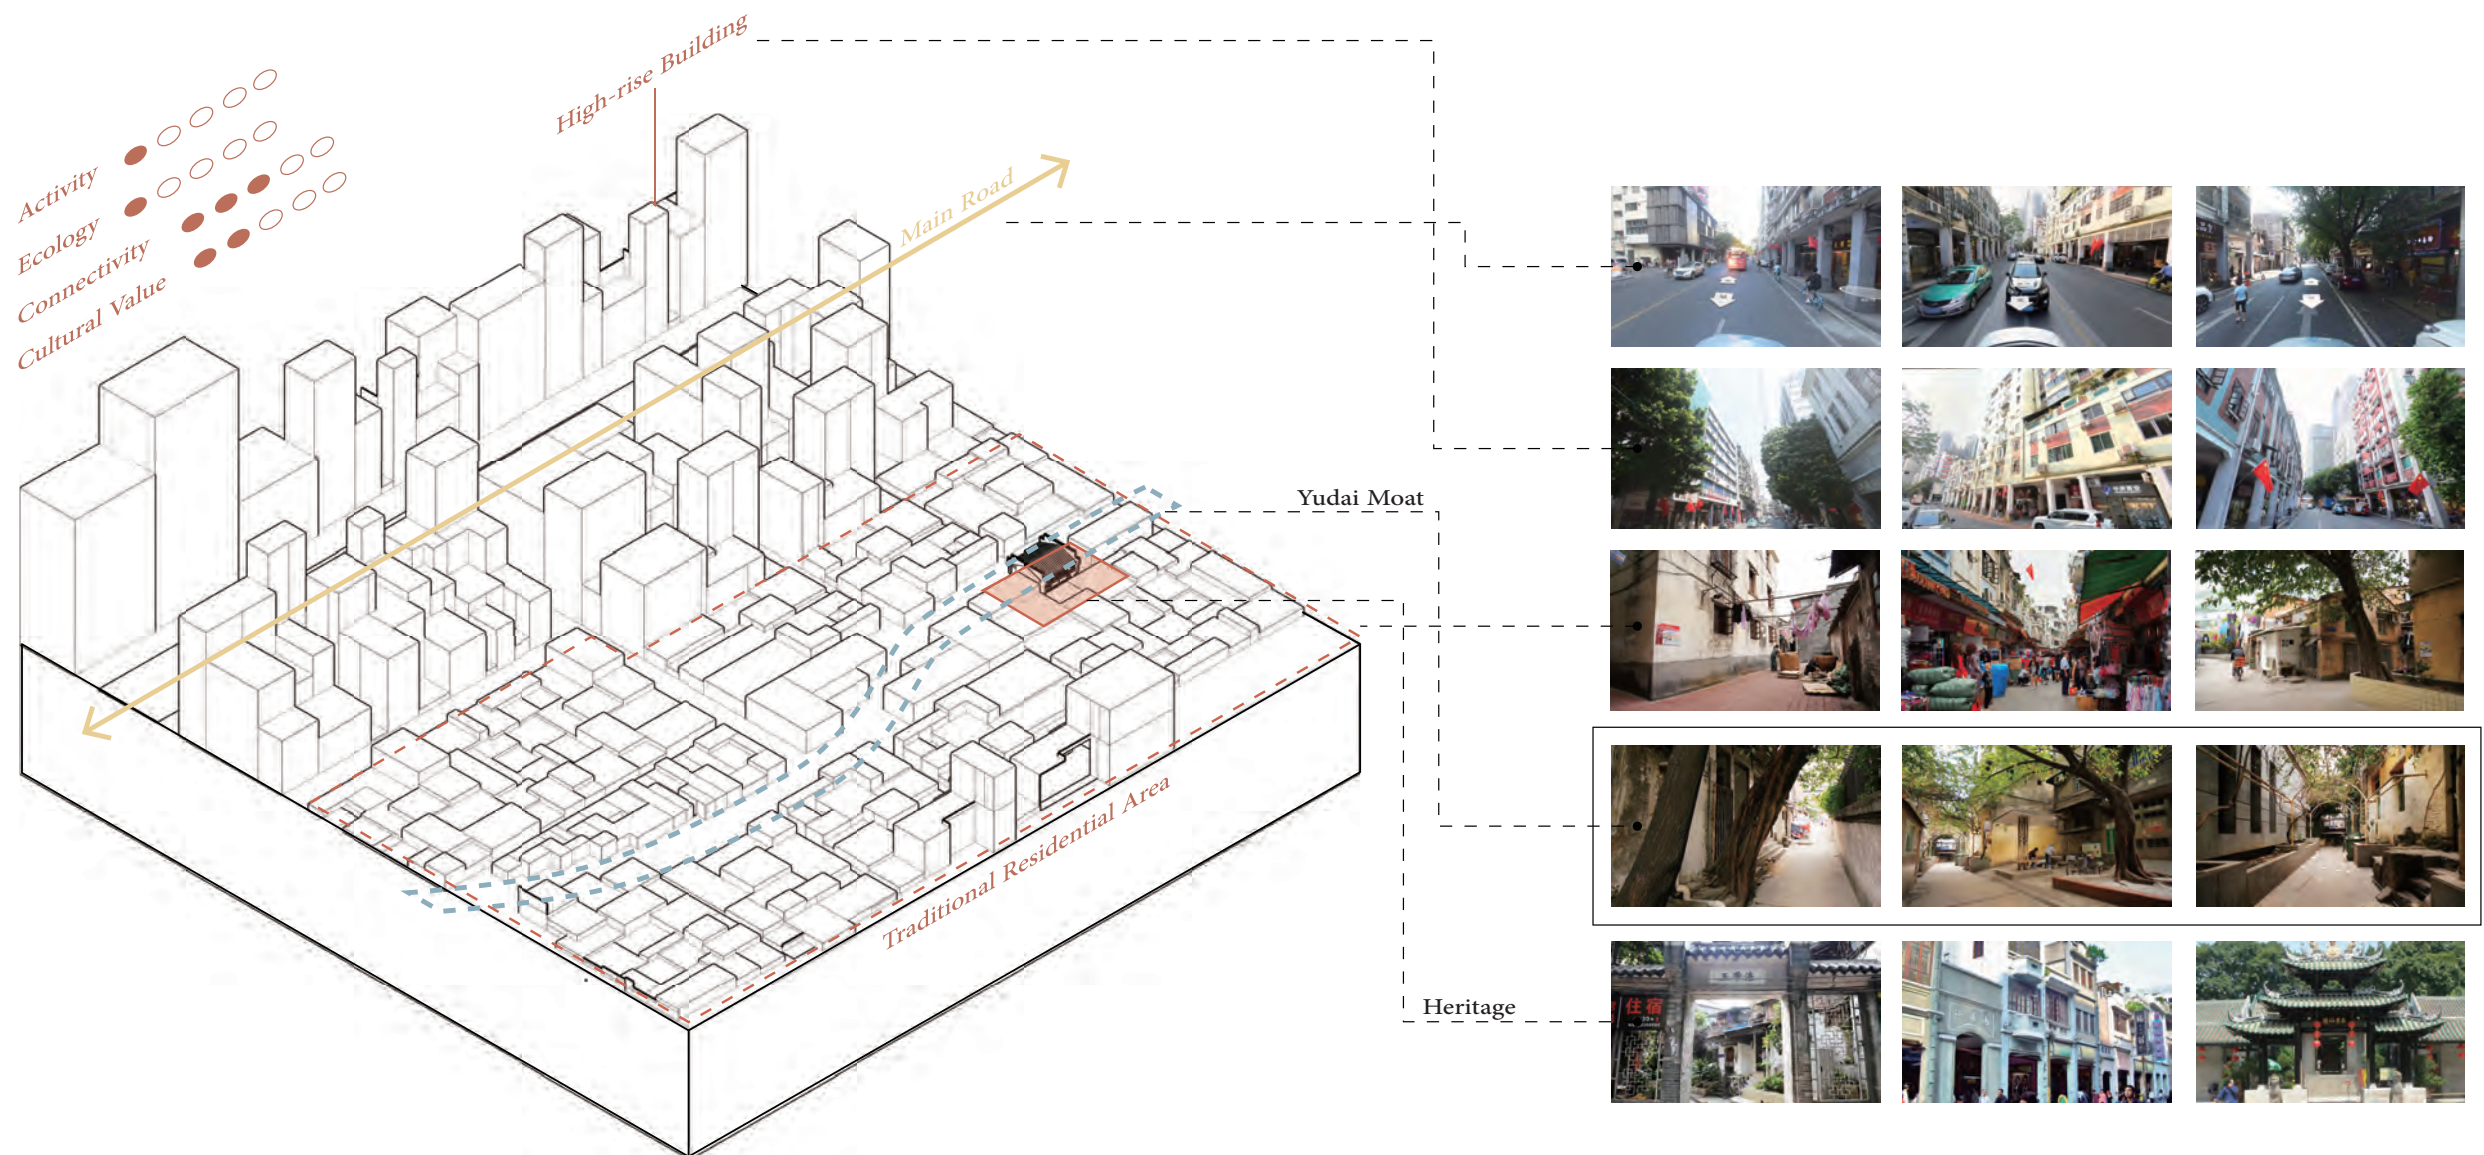 High-rise Building
Activity
Ecology
Connectivity
Cultural Value
Main Road
Yudai Moat
Traditional Residential Area
Heritage
住宿